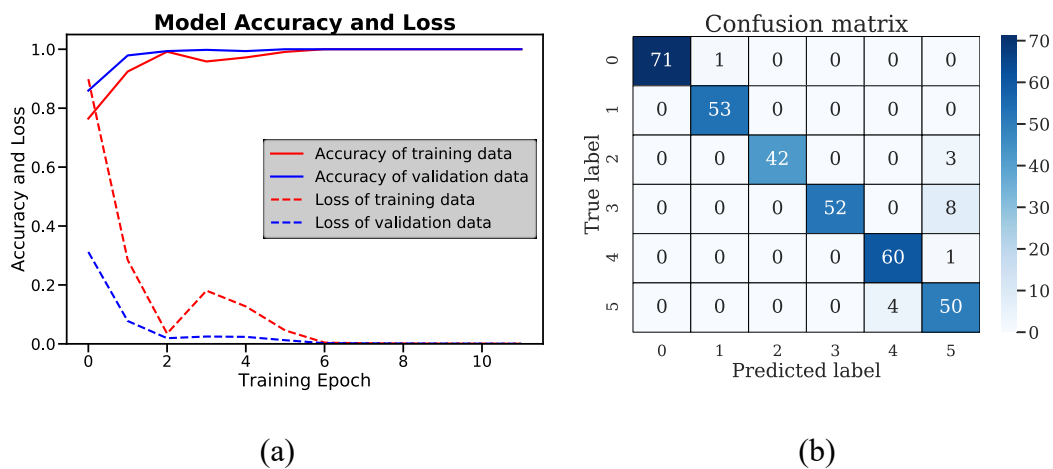 Model Accuracy and Loss
1.0
0.8
0.6
0.4
0.2
0.0
Accuracy and Loss
Accuracy of training data
Accuracy of validation data
Loss of training data
Loss of validation data
0 2 4 6 8 10
Training Epoch
(a)
Confusion matrix
True label
0 71 1 0 0 0 0
1 0 53 0 0 0 0
2 0 0 42 0 0 3
3 0 0 0 52 0 8
4 0 0 0 0 60 1
5 0 0 0 0 4 50
0 1 2 3 4 5
Predicted label
70
60
50
40
30
20
10
0
(b)